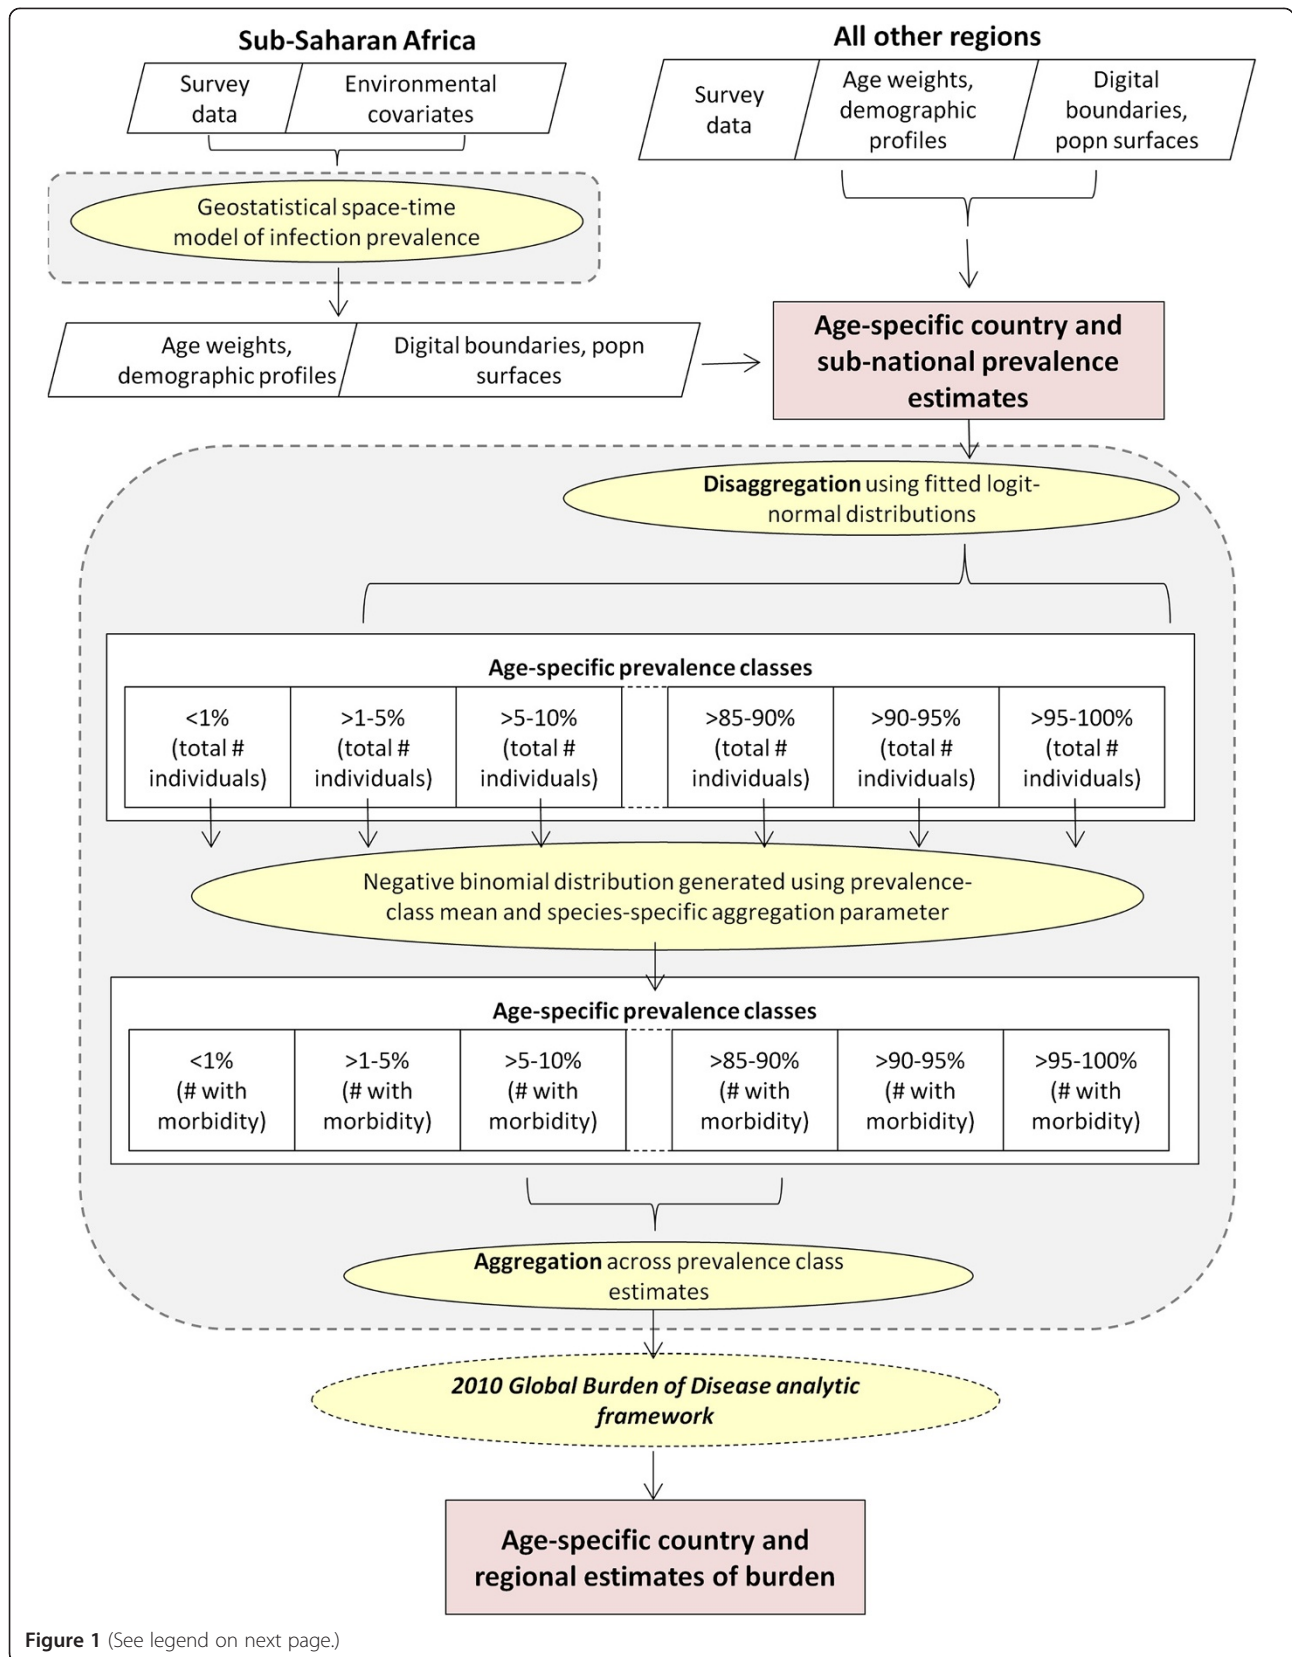 Sub-Saharan Africa
Survey
data
Environmental
covariates
All other regions
Survey
data
Age weights,
demographic
profiles
Digital
boundaries,
popn surfaces
Geostatistical space-time
model of infection prevalence
Age weights,
demographic profiles
Digital boundaries, popn
surfaces
Age-specific country and
sub-national prevalence
estimates
Disaggregation using fitted logit-
normal distributions
Age-specific prevalence classes
<1%
(total #
individuals)
>1-5%
(total #
individuals)
>5-10%
(total #
individuals)
>85-90%
(total #
individuals)
>90-95%
(total #
individuals)
>95-100%
(total #
individuals)
Negative binomial distribution generated using prevalence-
class mean and species-specific aggregation parameter
Age-specific prevalence classes
<1%
(# with
morbidity)
>1-5%
(# with
morbidity)
>5-10%
(# with
morbidity)
>85-90%
(# with
morbidity)
>90-95%
(# with
morbidity)
>95-100%
(# with
morbidity)
Aggregation across prevalence class
estimates
2010 Global Burden of Disease analytic
framework
Age-specific country and
regional estimates of burden
Figure 1 (See legend on next page.)